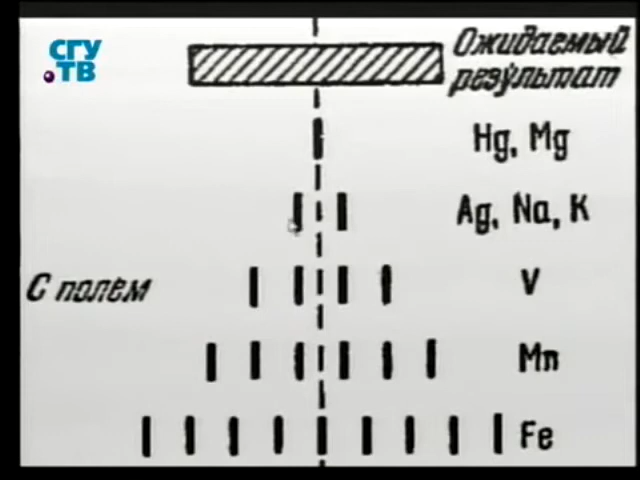 СГУ
ТВ
Ожидаемый
результат
Hg, Mg
Ag, Na, K
С полем
V
Mn
Fe